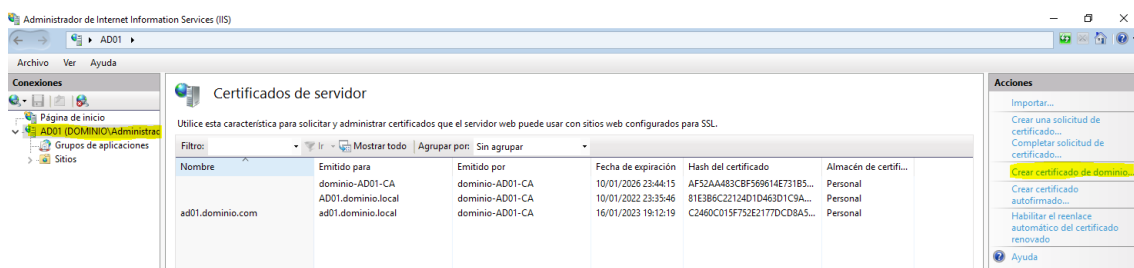 Administrador de Internet Information Services (IIS)
AD01
Archivo Ver Ayuda
Conexiones
Página de inicio
AD01 (DOMINIO\Administrac
Grupos de aplicaciones
Sitios
Certificados de servidor
Utilice esta característica para solicitar y administrar certificados que el servidor web puede usar con sitios web configurados para SSL.
Filtro: Ir Mostrar todo Agrupar por: Sin agrupar
Nombre Emitido para Emitido por Fecha de expiración Hash del certificado Almacén de certifi...
dominio-AD01-CA dominio-AD01-CA 10/01/2026 23:44:15 AF52AA483CBF569614E731B5... Personal
AD01.dominio.local dominio-AD01-CA 10/01/2022 23:35:46 81E3B6C22124D1D463D1C9A... Personal
ad01.dominio.com ad01.dominio.local dominio-AD01-CA 16/01/2023 19:12:19 C2460C015F752E2177DCD8A5... Personal
Acciones
Importar...
Crear una solicitud de
certificado...
Completar solicitud de
certificado...
Crear certificado de dominio...
Crear certificado
autofirmado...
Habilitar el reenlace
automático del certificado
renovado
Ayuda